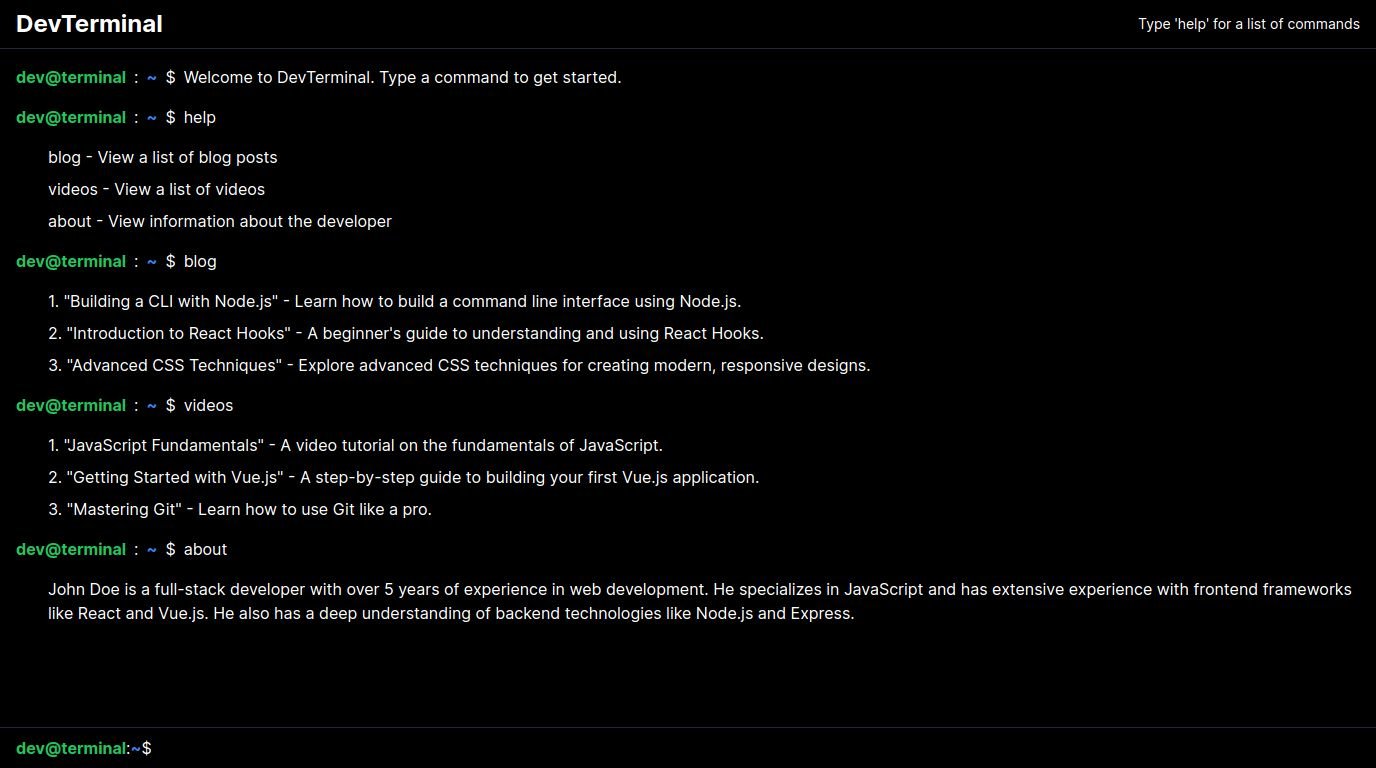 DevTerminal
Type 'help' for a list of commands
dev@terminal : ~ $ Welcome to DevTerminal. Type a command to get started.
dev@terminal : ~ $ help
blog - View a list of blog posts
videos - View a list of videos
about - View information about the developer
dev@terminal : ~ $ blog
1. "Building a CLI with Node.js" - Learn how to build a command line interface using Node.js.
2. "Introduction to React Hooks" - A beginner's guide to understanding and using React Hooks.
3. "Advanced CSS Techniques" - Explore advanced CSS techniques for creating modern, responsive designs.
dev@terminal : ~ $ videos
1. "JavaScript Fundamentals" - A video tutorial on the fundamentals of JavaScript.
2. "Getting Started with Vue.js" - A step-by-step guide to building your first Vue.js application.
3. "Mastering Git" - Learn how to use Git like a pro.
dev@terminal : ~ $ about
John Doe is a full-stack developer with over 5 years of experience in web development. He specializes in JavaScript and has extensive experience with frontend frameworks
like React and Vue.js. He also has a deep understanding of backend technologies like Node.js and Express.
dev@terminal:~$